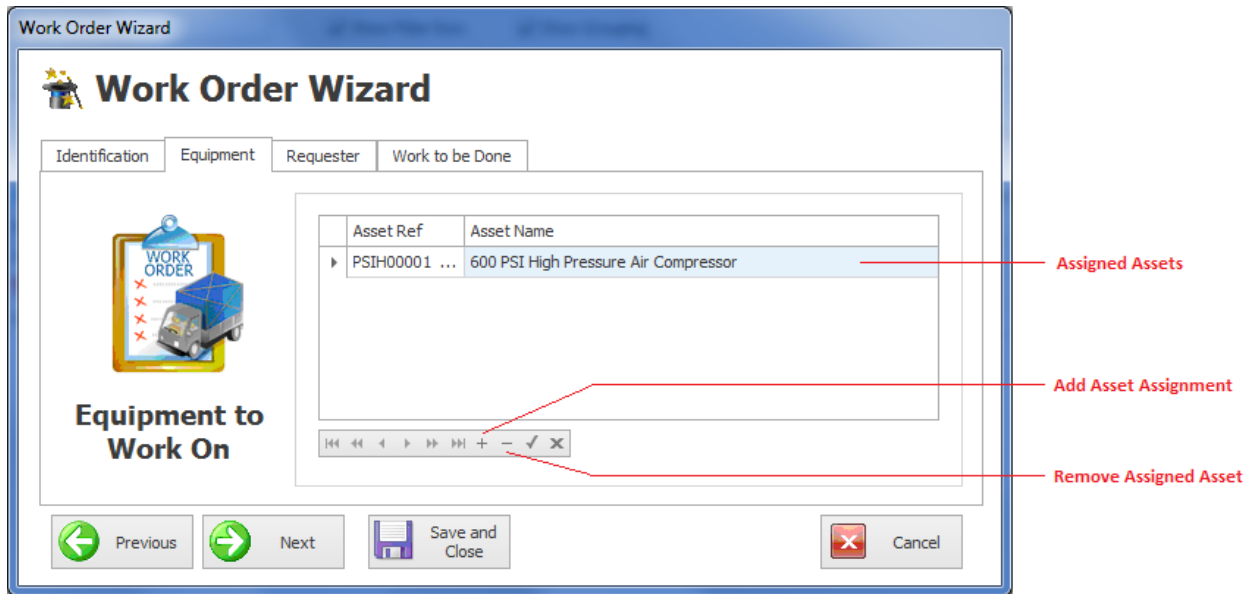 Work Order Wizard
Work Order Wizard
Identification Equipment Requester Work to be Done
WORK
ORDER
Equipment to
Work On
Asset Ref Asset Name
PSIH00001 ... 600 PSI High Pressure Air Compressor
Assigned Assets
Add Asset Assignment
Remove Assigned Asset
Previous
Next
Save and
Close
Cancel